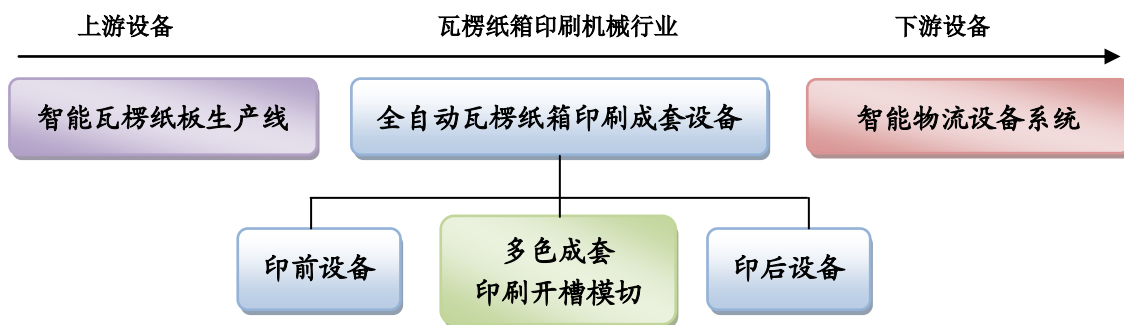 上游设备
瓦楞纸箱印刷机械行业
下游设备
智能瓦楞纸板生产线
全自动瓦楞纸箱印刷成套设备
智能物流设备系统
印前设备
多色成套
印刷开槽模切
印后设备